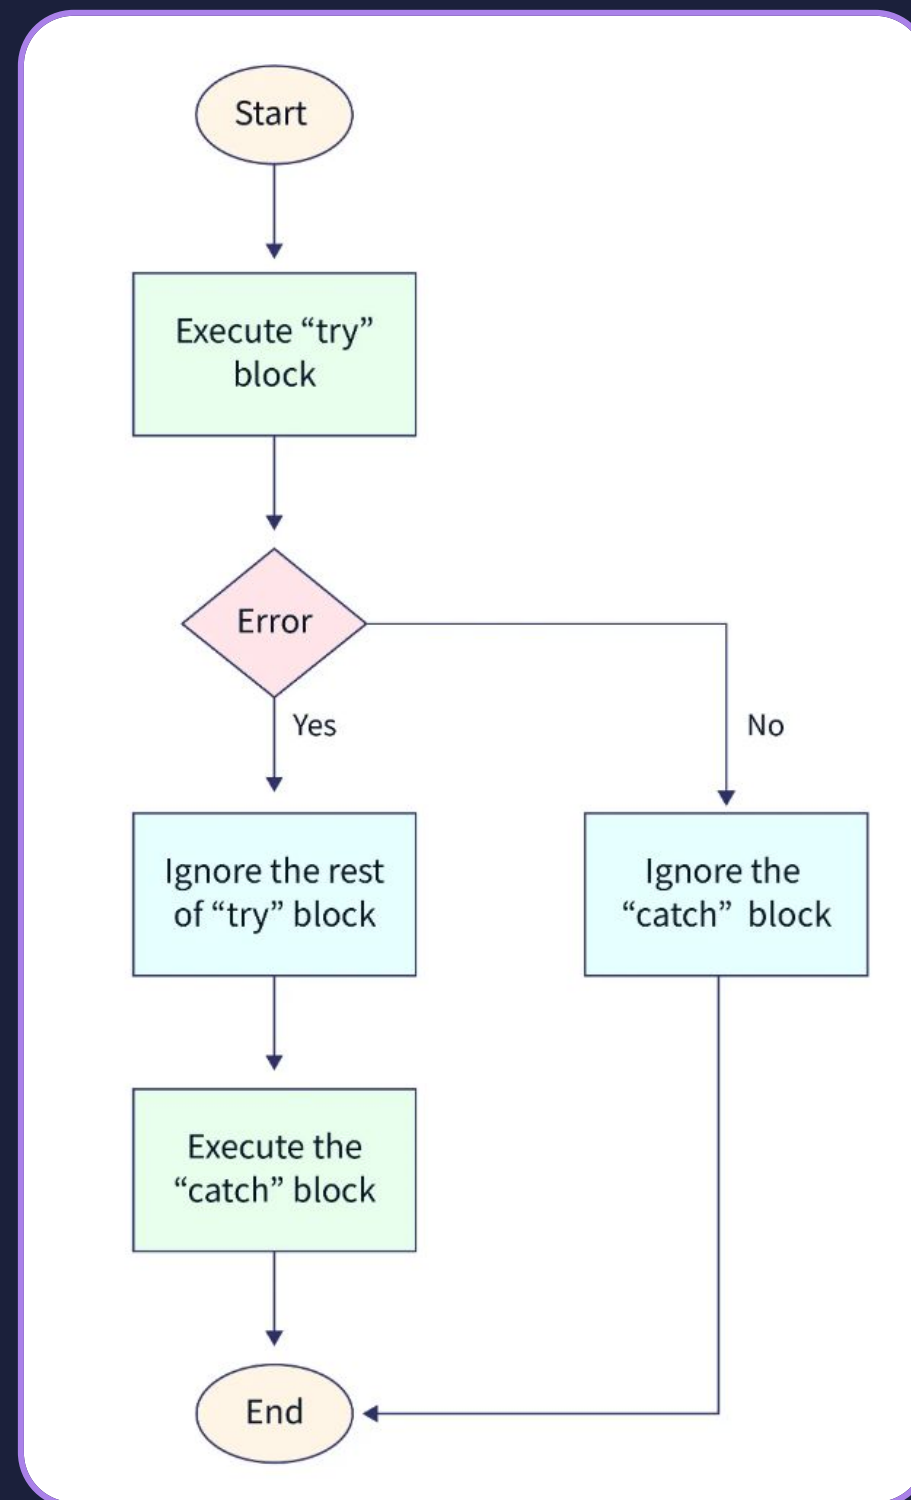 Start
Execute “try”
block
Error
Yes
No
Ignore the rest
of “try” block
Ignore the
“catch”  block
Execute the
“catch” block
End